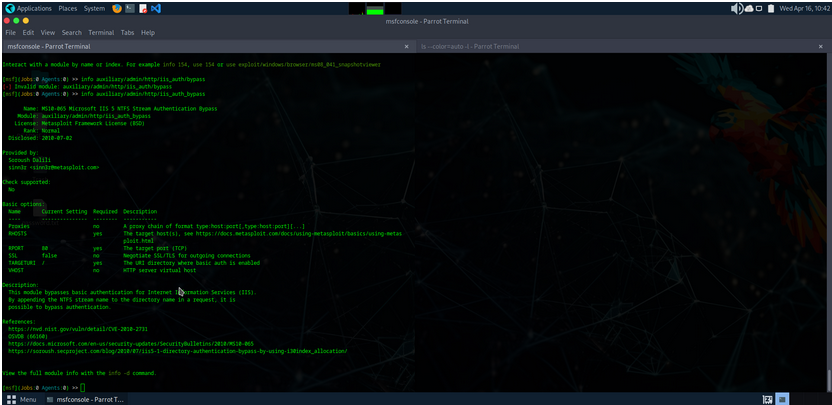 Applications Places System
Wed Apr 16, 10:42
msfconsole - Parrot Terminal
File Edit View Search Terminal Tabs Help
msfconsole - Parrot Terminal
ls --color=auto -l - Parrot Terminal
Interact with a module by name or index. For example info 154, use 154 or use exploit/windows/browser/ms08_041_snapshotviewer
[msf](Jobs:0 Agents:0) >> info auxiliary/admin/http/iis_auth/bypass
[-] Invalid module: auxiliary/admin/http/iis_auth/bypass
[msf](Jobs:0 Agents:0) >> info auxiliary/admin/http/iis_auth_bypass
Name: MS10-065 Microsoft IIS 5 NTFS Stream Authentication Bypass
Module: auxiliary/admin/http/iis_auth_bypass
License: Metasploit Framework License (BSD)
Rank: Normal
Disclosed: 2010-07-02
Provided by:
Soroush Dalili
sinn3r <sinn3r@metasploit.com>
Check supported:
No
Basic options:
Name Current Setting Required Description
---- --------------- -------- -----------
Proxies no A proxy chain of format type:host:port[,type:host:port][...]
RHOSTS yes The target host(s), see https://docs.metasploit.com/docs/using-metasploit/basics/using-metas
ploit.html
RPORT 80 yes The target port (TCP)
SSL false no Negotiate SSL/TLS for outgoing connections
TARGETURI / yes The URI directory where basic auth is enabled
VHOST no HTTP server virtual host
Description:
This module bypasses basic authentication for Internet Information Services (IIS).
By appending the NTFS stream name to the directory name in a request, it is
possible to bypass authentication.
References:
https://nvd.nist.gov/vuln/detail/CVE-2010-2731
OSVDB (66160)
https://docs.microsoft.com/en-us/security-updates/SecurityBulletins/2010/MS10-065
https://soroush.secproject.com/blog/2010/07/iis5-1-directory-authentication-bypass-by-using-i30index_allocation/
View the full module info with the info -d command.
[msf](Jobs:0 Agents:0) >>
Menu
msfconsole - Parrot T...